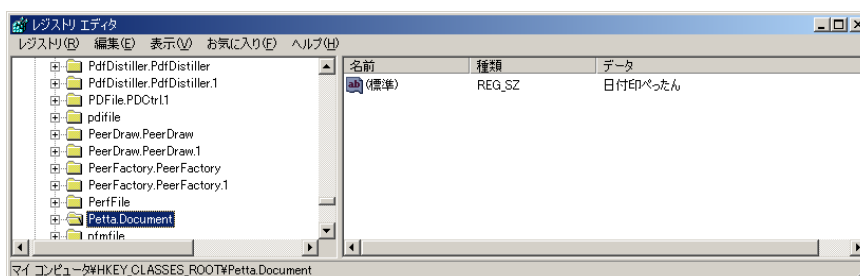 レジストリ エディタ
レジストリ(R) 編集(E) 表示(V) お気に入り(F) ヘルプ(H)
PdfDistiller.PdfDistiller
PdfDistiller.PdfDistiller.1
PDFile.PDCtrl.1
pdifile
PeerDraw.PeerDraw
PeerDraw.PeerDraw.1
PeerFactory.PeerFactory
PeerFactory.PeerFactory.1
PerfFile
Petta.Document
pfmfile
名前 種類 データ
ab (標準) REG_SZ 日付印ぺったん
マイ コンピュータ¥HKEY_CLASSES_ROOT¥Petta.Document